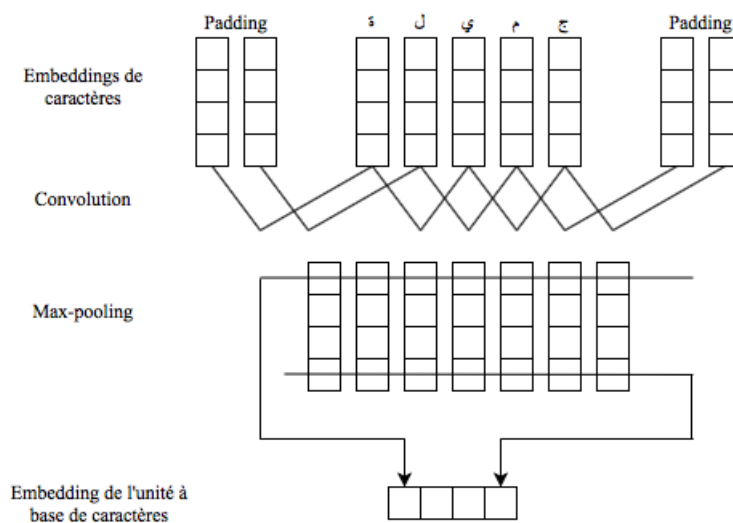 Padding
ة ل ي م ج
Padding
Embeddings de
caractères
Convolution
Max-pooling
Embedding de l'unité à
base de caractères